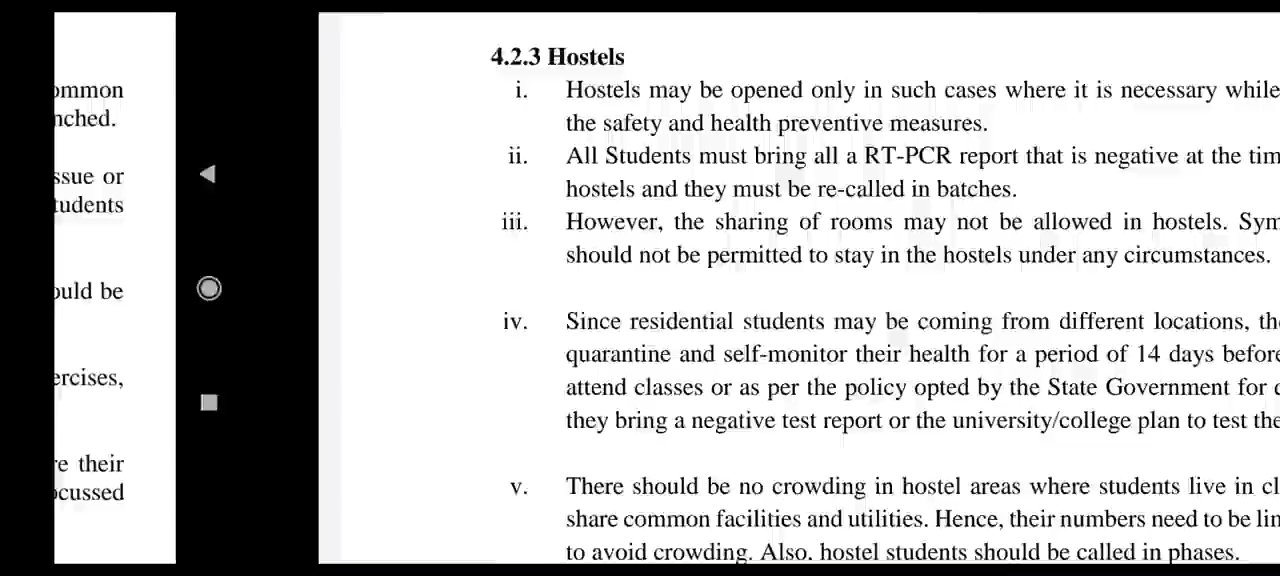 ommon
nched.
ssue or
tudents
ould be
ercises,
re their
ocussed
4.2.3 Hostels
i. Hostels may be opened only in such cases where it is necessary while
the safety and health preventive measures.
ii. All Students must bring all a RT-PCR report that is negative at the tim
hostels and they must be re-called in batches.
iii. However, the sharing of rooms may not be allowed in hostels. Sym
should not be permitted to stay in the hostels under any circumstances.
iv. Since residential students may be coming from different locations, the
quarantine and self-monitor their health for a period of 14 days before
attend classes or as per the policy opted by the State Government for
they bring a negative test report or the university/college plan to test the
v. There should be no crowding in hostel areas where students live in cl
share common facilities and utilities. Hence, their numbers need to be lim
to avoid crowding. Also, hostel students should be called in phases.